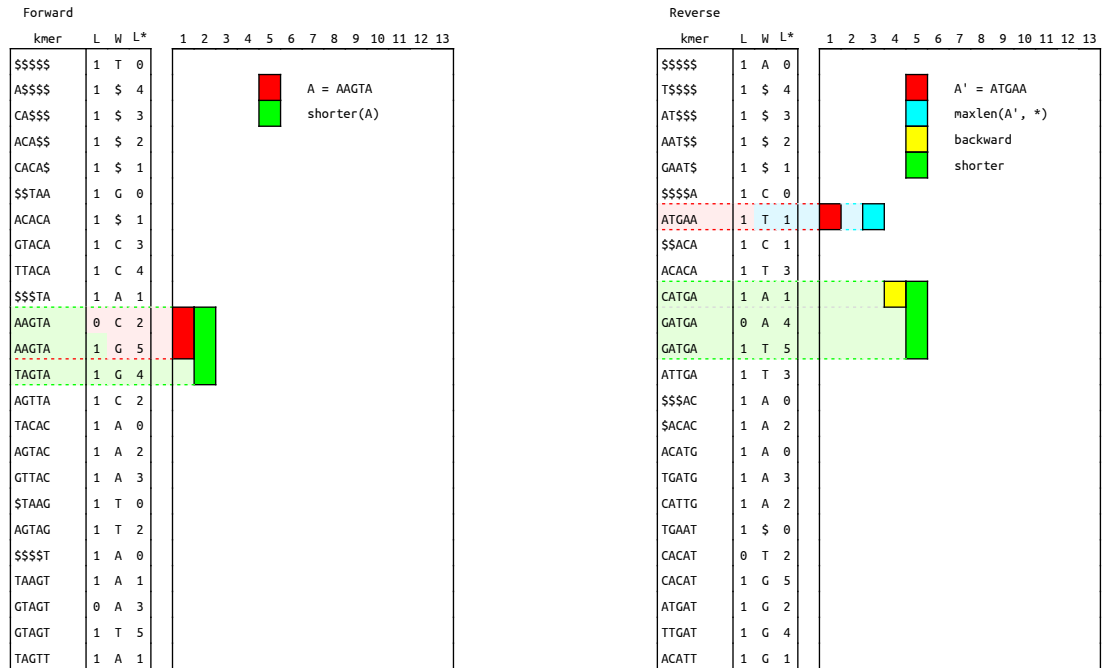 Forward
kmer L W L* 1 2 3 4 5 6 7 8 9 10 11 12 13
$$$$$ 1 T 0
A$$$$ 1 $ 4
CA$$$ 1 $ 3
ACA$$ 1 $ 2
CACA$ 1 $ 1
$$TAA 1 G 0
ACACA 1 $ 1
GTACA 1 C 3
TTACA 1 C 4
$$$TA 1 A 1
AAGTA 0 C 2
AAGTA 1 G 5
TAGTA 1 G 4
AGTTA 1 C 2
TACAC 1 A 0
AGTAC 1 A 2
GTTAC 1 A 3
$TAAG 1 T 0
AGTAG 1 T 2
$$$$T 1 A 0
TAAGT 1 A 1
GTAGT 0 A 3
GTAGT 1 T 5
TAGTT 1 A 1
A = AAGTA
shorter(A)
Reverse
kmer L W L* 1 2 3 4 5 6 7 8 9 10 11 12 13
$$$$$ 1 A 0
T$$$$ 1 $ 4
AT$$$ 1 $ 3
AAT$$ 1 $ 2
GAAT$ 1 $ 1
$$$$A 1 C 0
ATGAA 1 T 1
$$ACA 1 C 1
ACACA 1 T 3
CATGA 1 A 1
GATGA 0 A 4
GATGA 1 T 5
ATTGA 1 T 3
$$$AC 1 A 0
$ACAC 1 A 2
ACATG 1 A 0
TGATG 1 A 3
CATTG 1 A 2
TGAAT 1 $ 0
CACAT 0 T 2
CACAT 1 G 5
ATGAT 1 G 2
TTGAT 1 G 4
ACATT 1 G 1
A' = ATGAA
maxlen(A', *)
backward
shorter